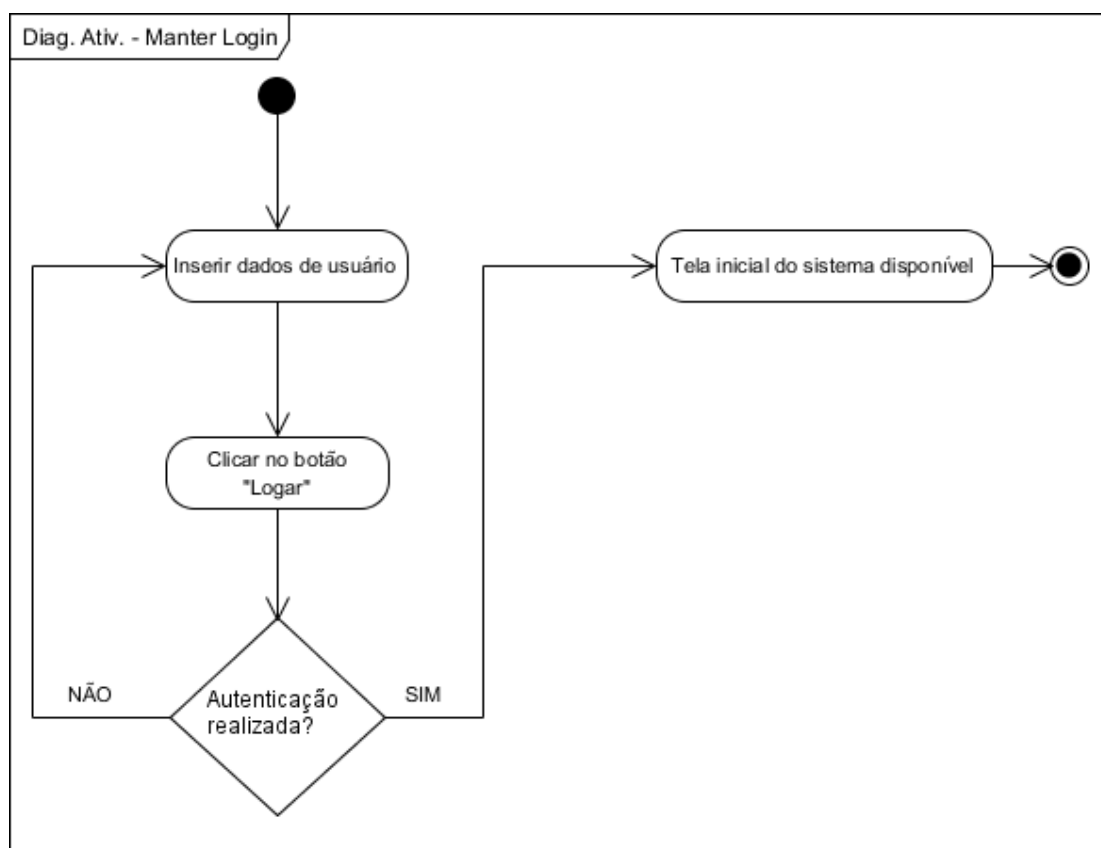 Diag. Ativ. - Manter Login
Inserir dados de usuário
Tela inicial do sistema disponível
Clicar no botão
"Logar"
NÃO
Autenticação
realizada?
SIM